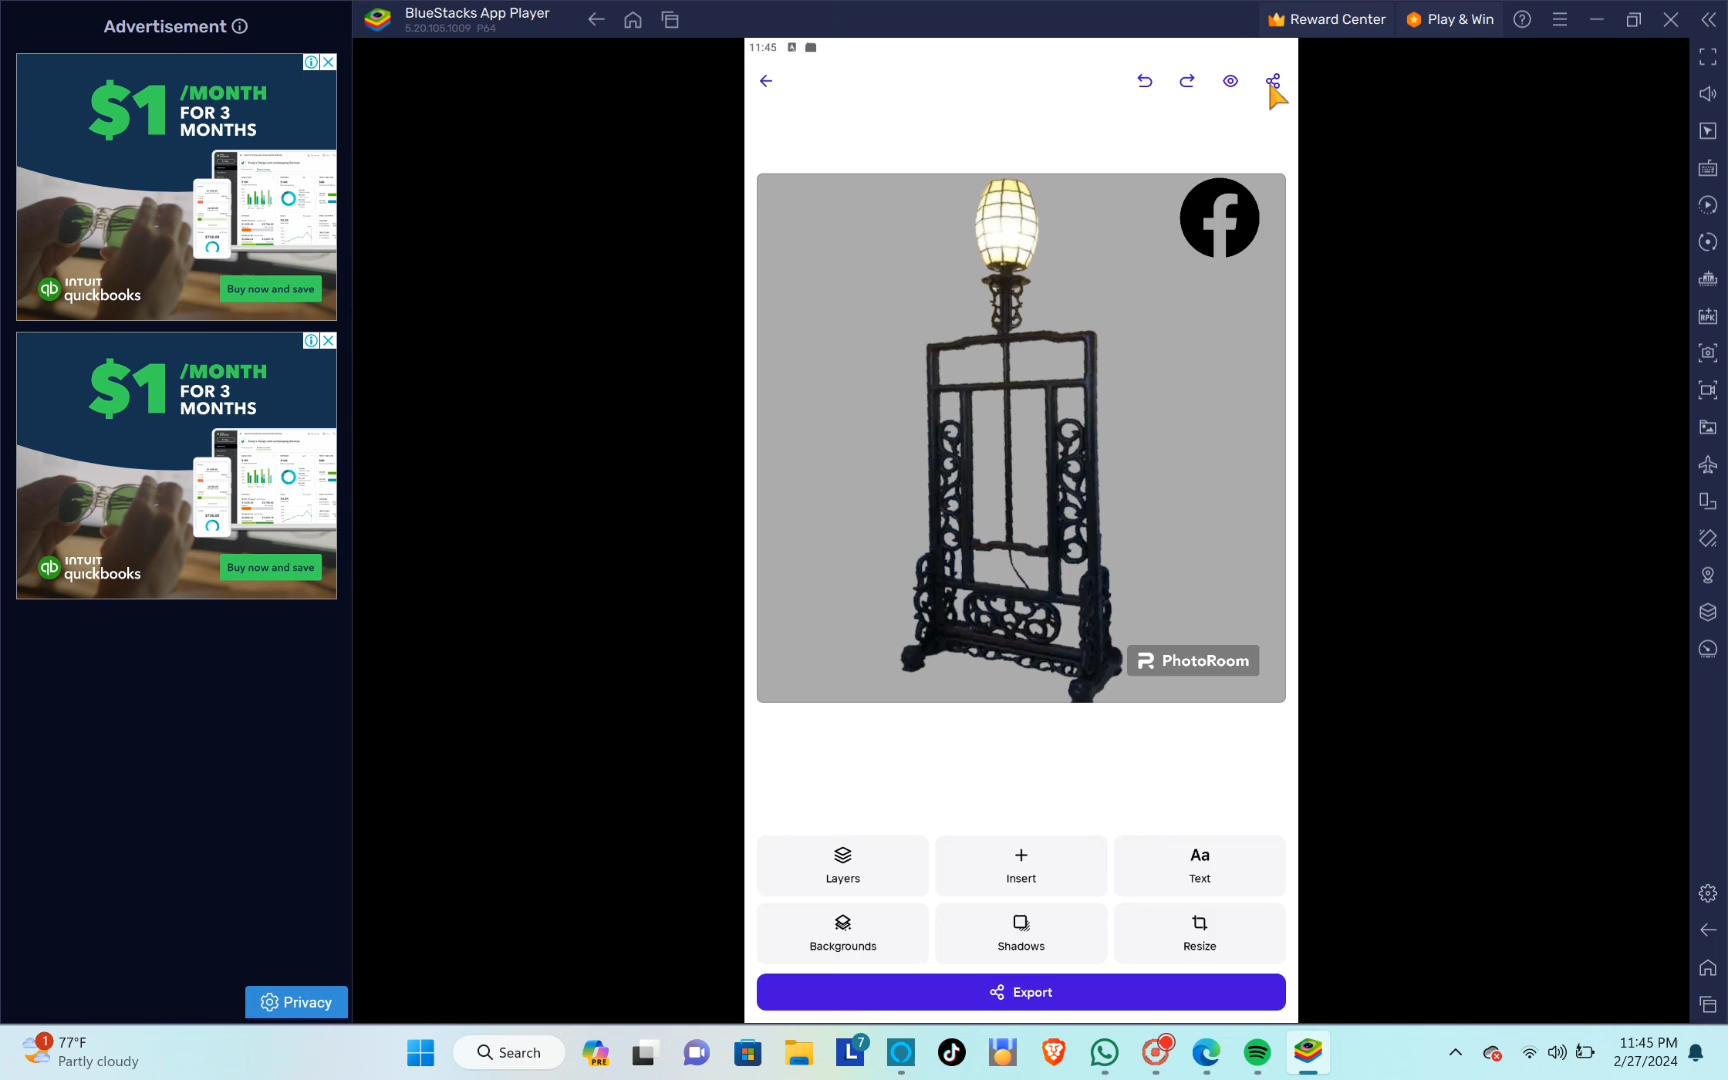 Advertisement
BlueStacks App Player
5.20.105.1009 P64
Reward Center
Play & Win
11:45
$1 /MONTH
FOR 3
MONTHS
INTUIT
quickbooks
Buy now and save
$1 /MONTH
FOR 3
MONTHS
INTUIT
quickbooks
Buy now and save
PhotoRoom
Layers
Insert
Aa
Text
Backgrounds
Shadows
Resize
Export
Privacy
1
77°F
Partly cloudy
Search
PRE
L
7
11:45 PM
2/27/2024